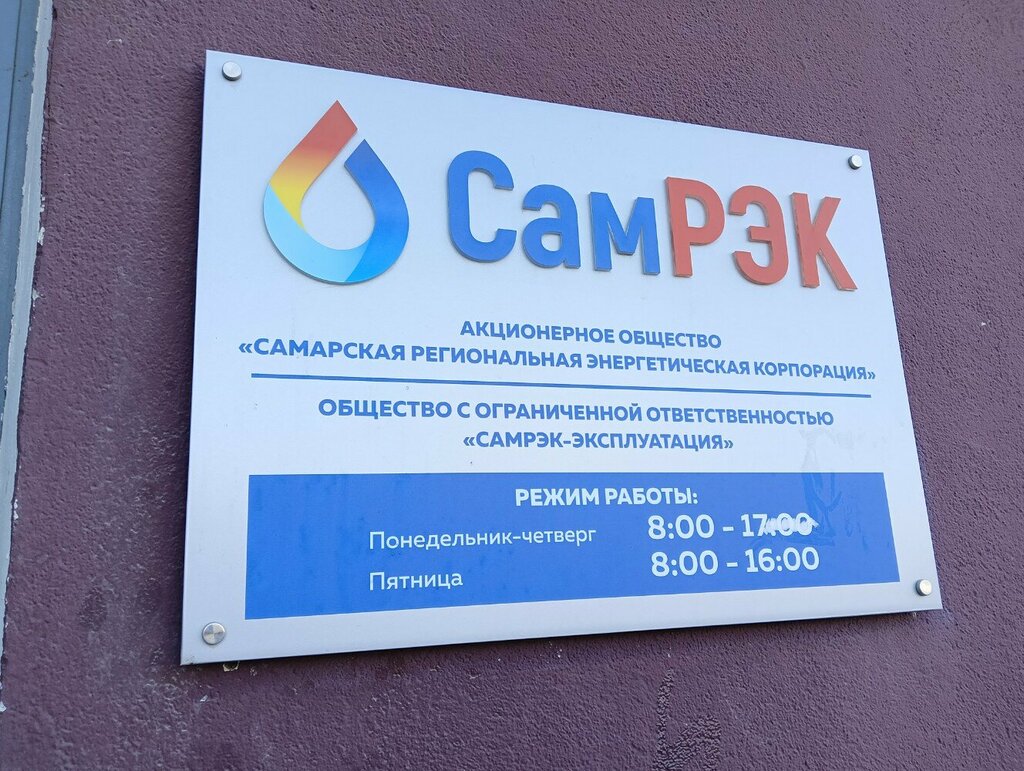 СамРЭК
АКЦИОНЕРНОЕ ОБЩЕСТВО
«САМАРСКАЯ РЕГИОНАЛЬНАЯ ЭНЕРГЕТИЧЕСКАЯ КОРПОРАЦИЯ»
ОБЩЕСТВО С ОГРАНИЧЕННОЙ ОТВЕТСТВЕННОСТЬЮ
«САМРЭК-ЭКСПЛУАТАЦИЯ»
РЕЖИМ РАБОТЫ:
Понедельник-четверг 8:00 - 17:00
Пятница 8:00 - 16:00